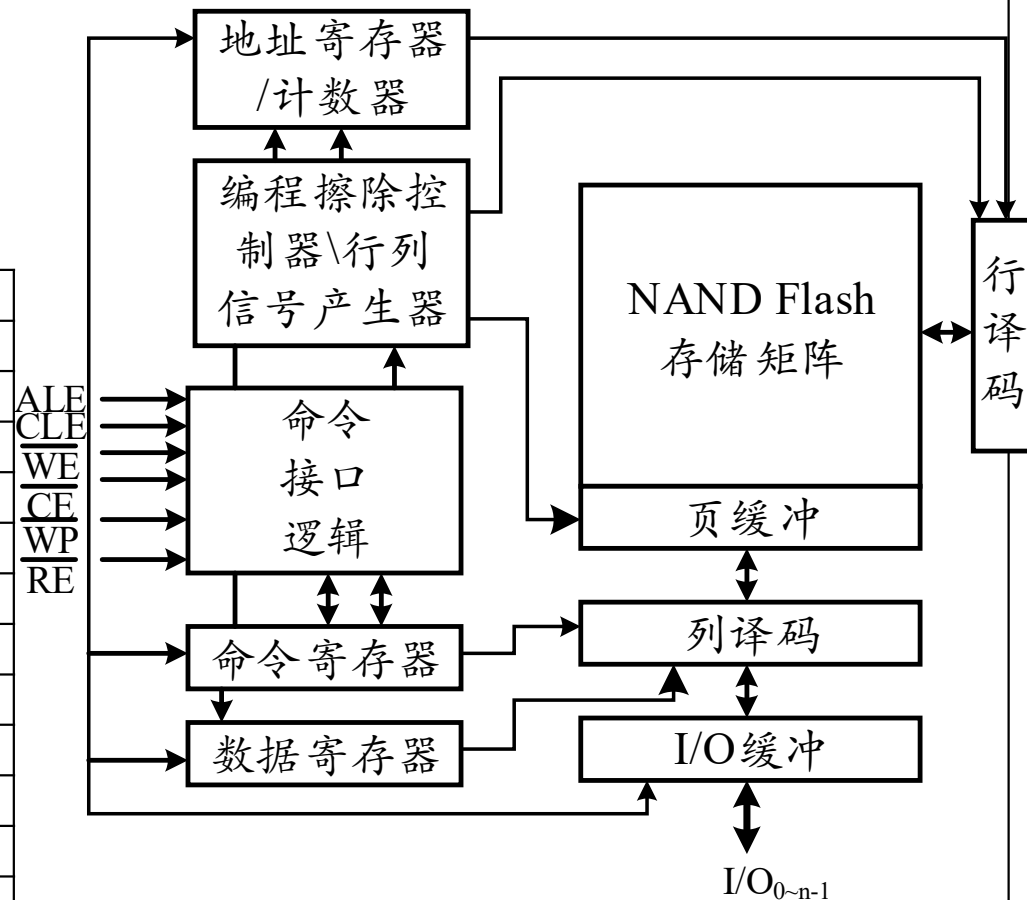 地址寄存器
/计数器
编程擦除控
制器\行列
信号产生器
NAND Flash
存储矩阵
行
译
码
ALE
CLE
WE
CE
WP
RE
命令
接口
逻辑
页缓冲
列译码
命令寄存器
数据寄存器
I/O缓冲
I/O0~n-1